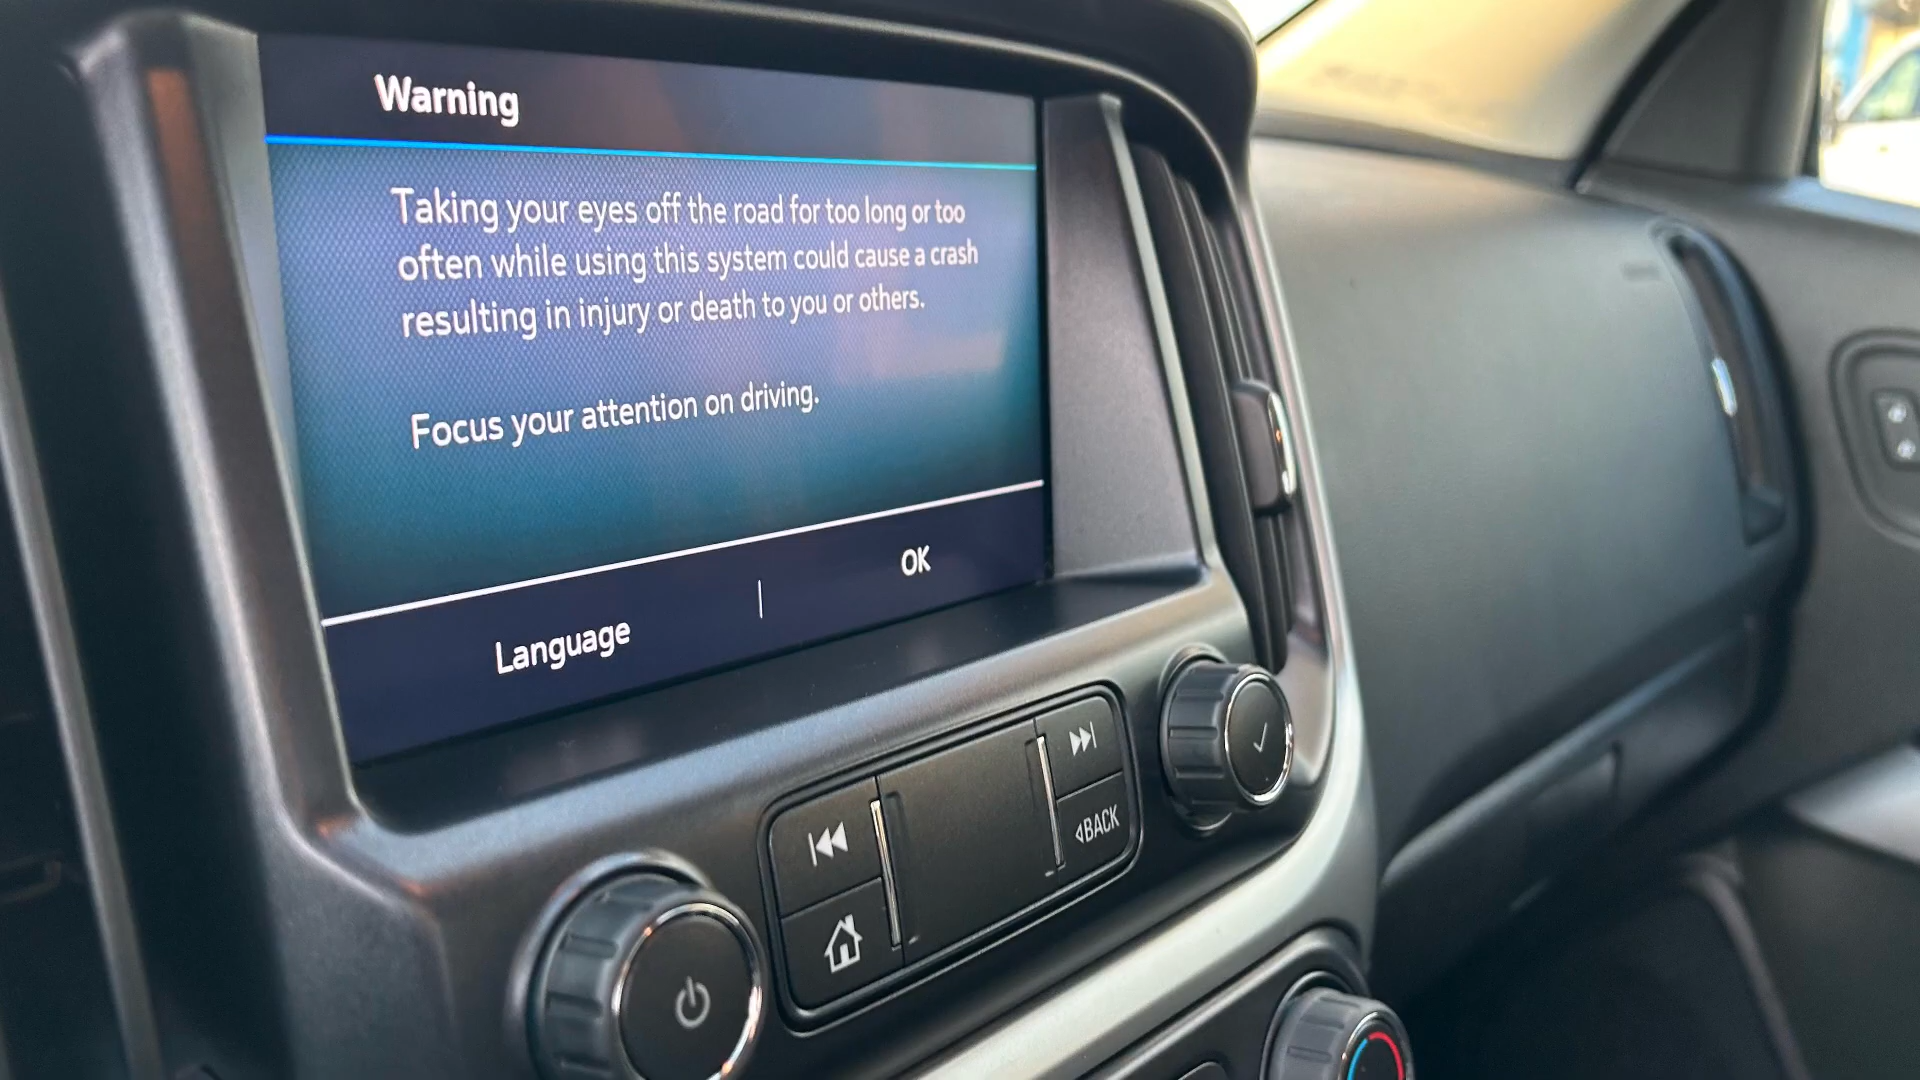 Warning
Taking your eyes off the road for too long or too
often while using this system could cause a crash
resulting in injury or death to you or others.
Focus your attention on driving.
Language
OK
BACK